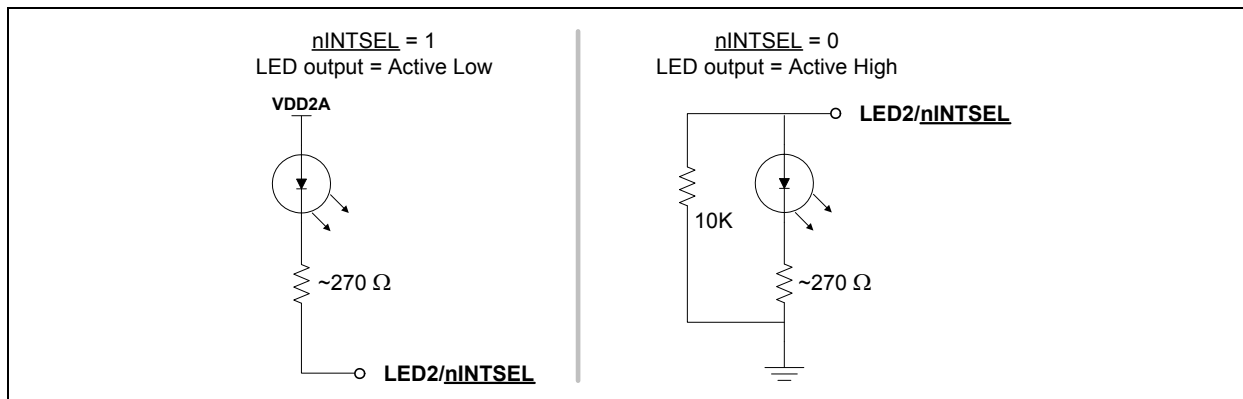 nINTSEL = 1
LED output = Active Low
VDD2A
~270 Ω
LED2/nINTSEL
nINTSEL = 0
LED output = Active High
LED2/nINTSEL
10K
~270 Ω